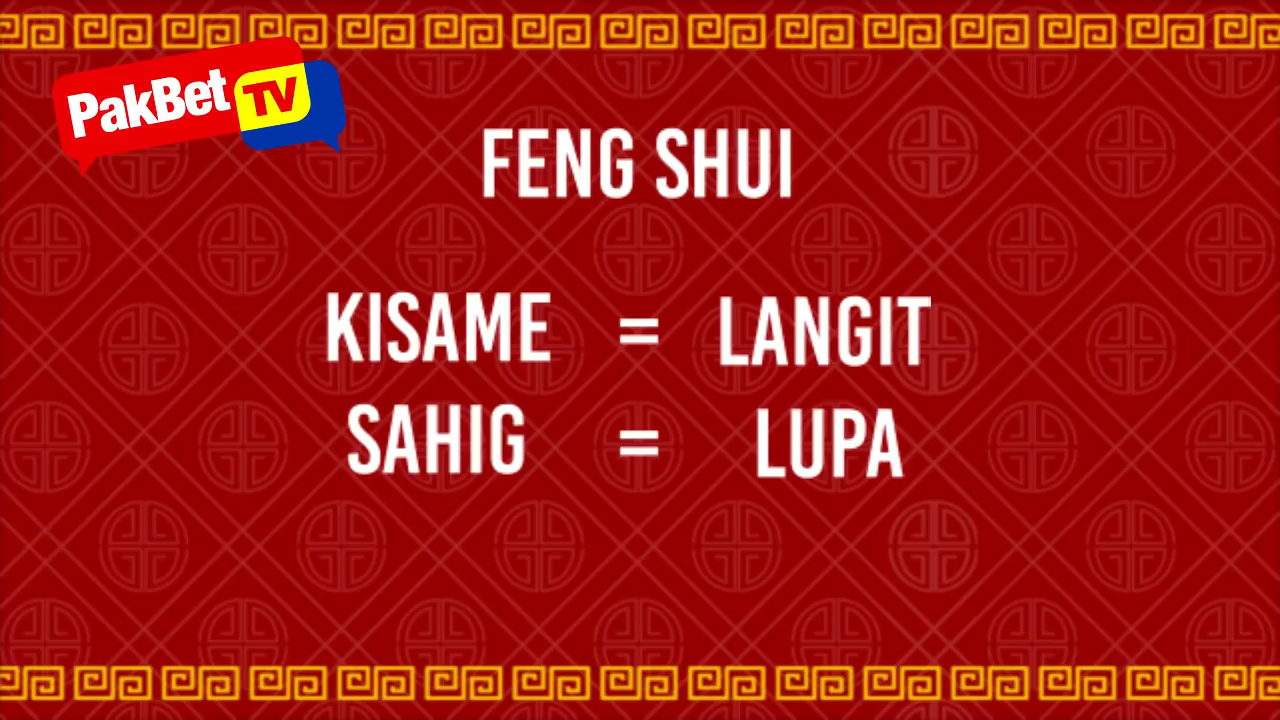 PakBet TV
FENG SHUI
KISAME = LANGIT
SAHIG = LUPA